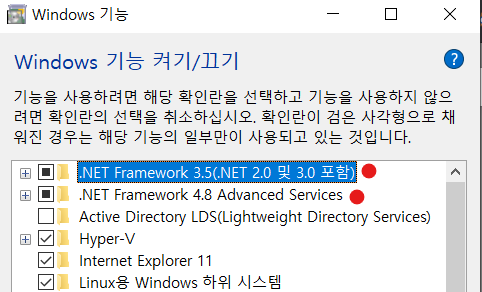 Windows 기능
Windows 기능 켜기/끄기
기능을 사용하려면 해당 확인란을 선택하고 기능을 사용하지 않으
려면 확인란의 선택을 취소하십시오. 확인란이 검은 사각형으로 채
워진 경우는 해당 기능의 일부만이 사용되고 있는 것입니다.
.NET Framework 3.5(.NET 2.0 및 3.0 포함)
.NET Framework 4.8 Advanced Services
Active Directory LDS(Lightweight Directory Services)
Hyper-V
Internet Explorer 11
Linux용 Windows 하위 시스템